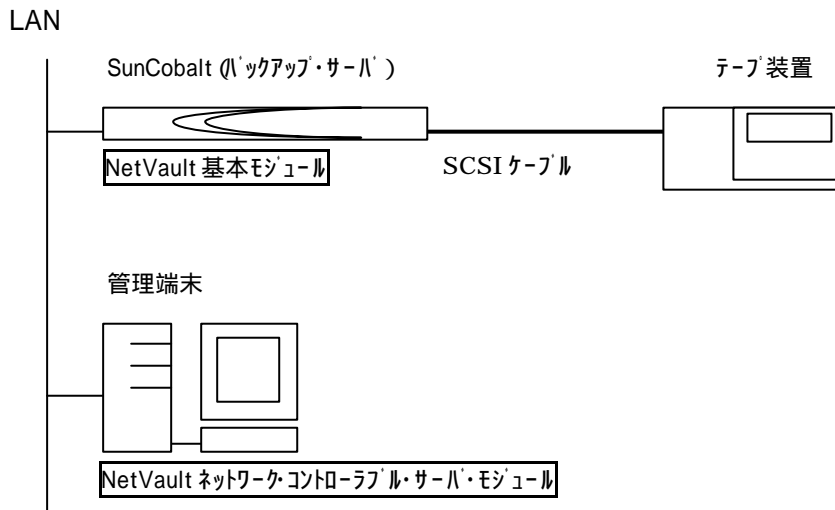 LAN
SunCobalt (ﾊﾞｯｸｱｯﾌﾟ･ｻｰﾊﾞ)
ﾃｰﾌﾟ装置
NetVault 基本ﾓｼﾞｭｰﾙ
SCSI ｹｰﾌﾞﾙ
管理端末
NetVault ﾈｯﾄﾜｰｸ･ｺﾝﾄﾛｰﾗﾌﾞﾙ･ｻｰﾊﾞ･ﾓｼﾞｭｰﾙ